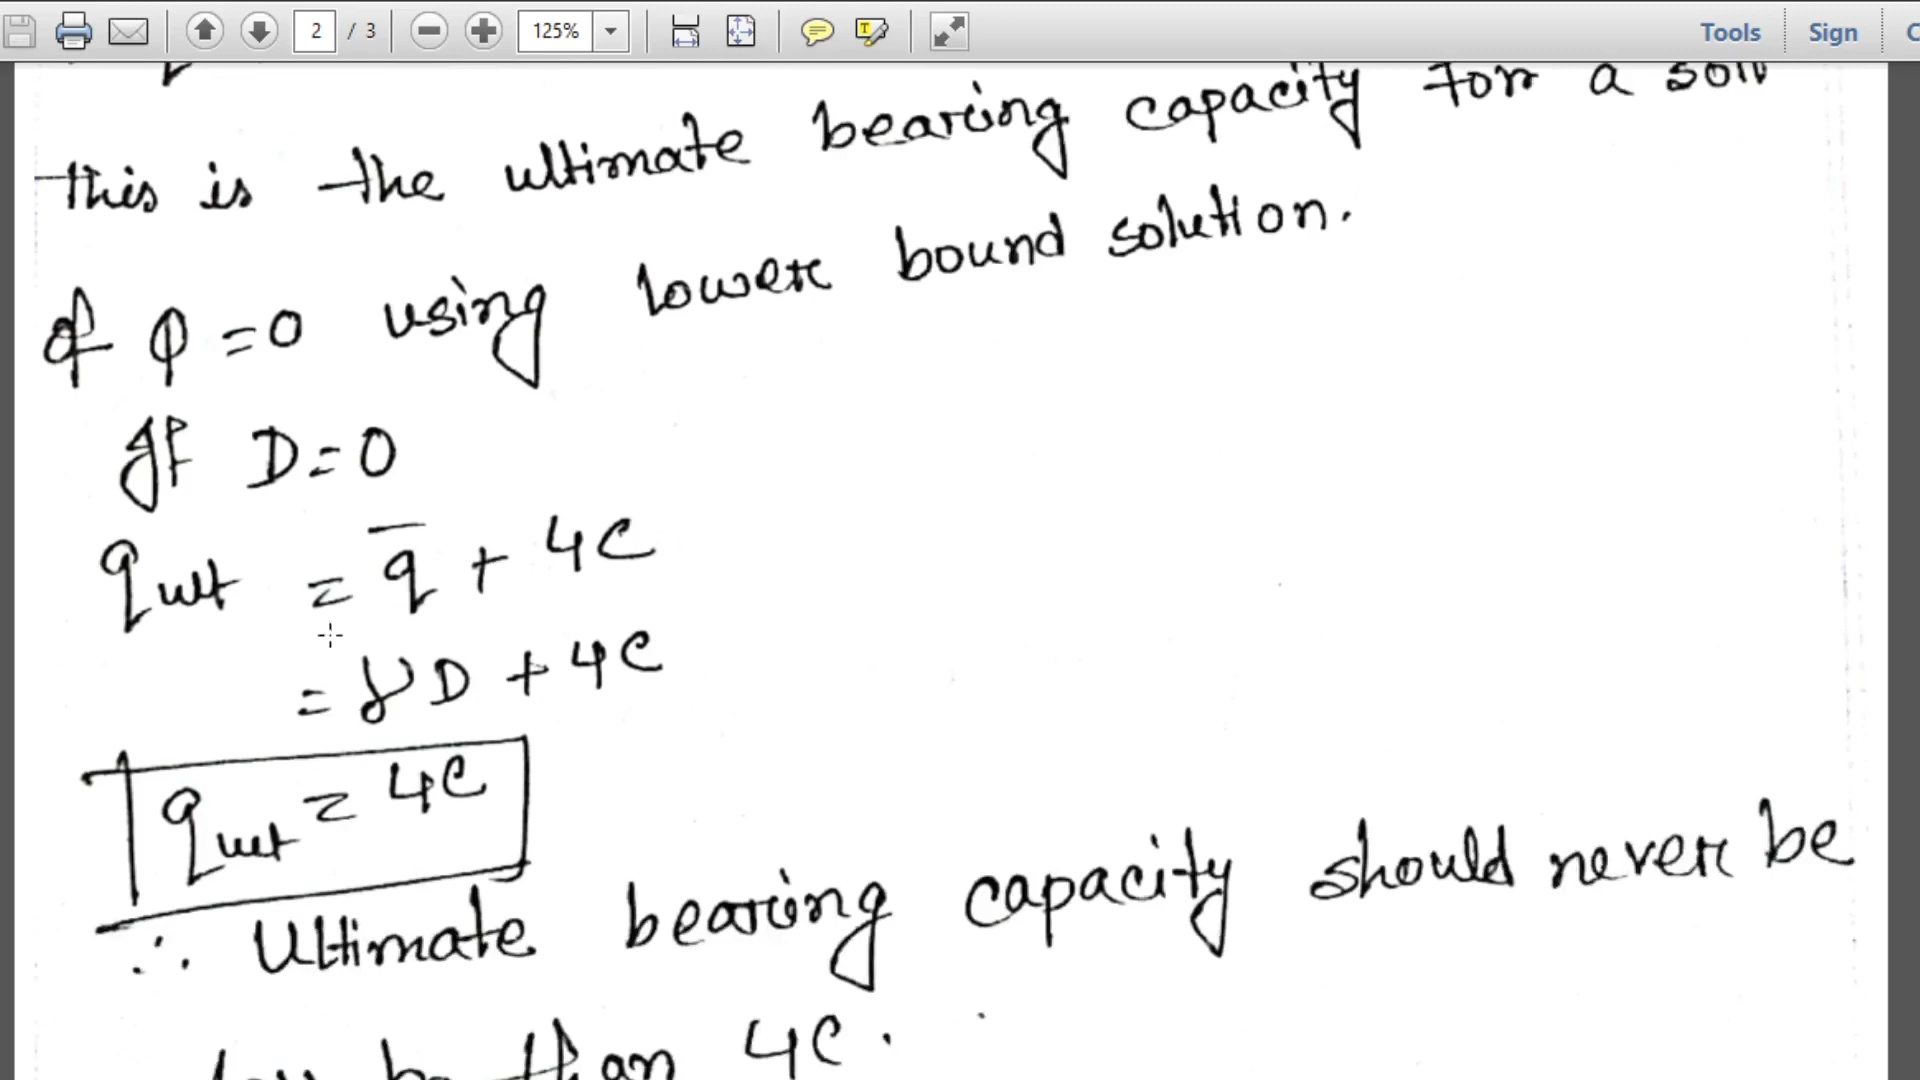 2 / 3 125% Tools Sign
This is the ultimate bearing capacity for a soil
of φ = 0 using lower bound solution.
If D = 0
qult = q̅ + 4C
= γD + 4C
qult = 4C
∴ Ultimate bearing capacity should never be
than 4C.